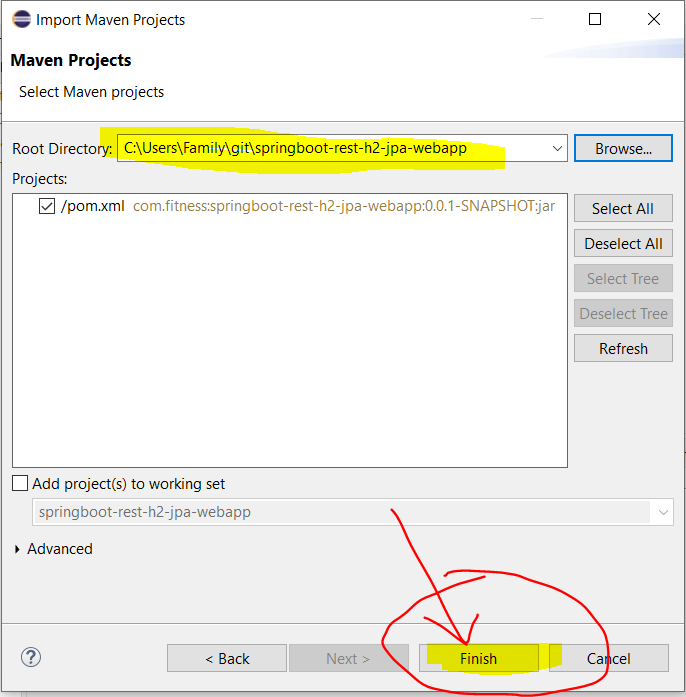 Import Maven Projects
Maven Projects
Select Maven projects
Root Directory: C:\Users\Family\git\springboot-rest-h2-jpa-webapp Browse...
Projects:
/pom.xml com.fitness:springboot-rest-h2-jpa-webapp:0.0.1-SNAPSHOT:jar
Select All
Deselect All
Select Tree
Deselect Tree
Refresh
Add project(s) to working set
springboot-rest-h2-jpa-webapp
Advanced
? < Back Next > Finish Cancel